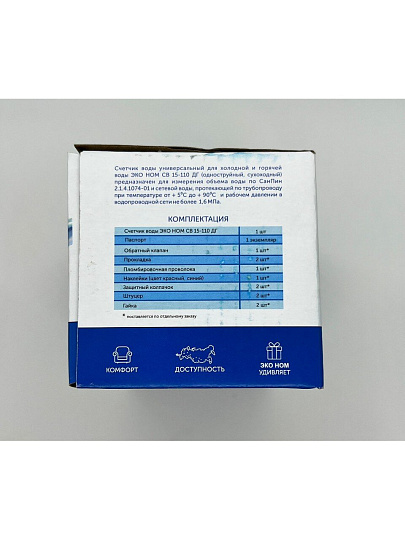 Счетчик воды универсальный для холодной и горячей
воды ЭКО НОМ СВ 15-110 ДГ (одноструйный, сухоходный)
предназначен для измерения объема воды по СанПин
2.1.4.1074-01 и сетевой воды, протекающей по трубопроводу
при температуре от + 5°С до + 90°С и рабочем давлении в
водопроводной сети не более 1,6 МПа.
КОМПЛЕКТАЦИЯ
Счетчик воды ЭКО НОМ СВ 15-110 ДГ 1 шт
Паспорт 1 экземпляр
Обратный клапан 1 шт*
Прокладка 2 шт*
Пломбировочная проволока 1 шт*
Наклейки (цвет красный, синий) 1 шт*
Защитный колпачок 2 шт*
Штуцер 2 шт*
Гайка 2 шт*
* поставляется по отдельному заказу
КОМФОРТ
ДОСТУПНОСТЬ
ЭКО НОМ
УДИВЛЯЕТ